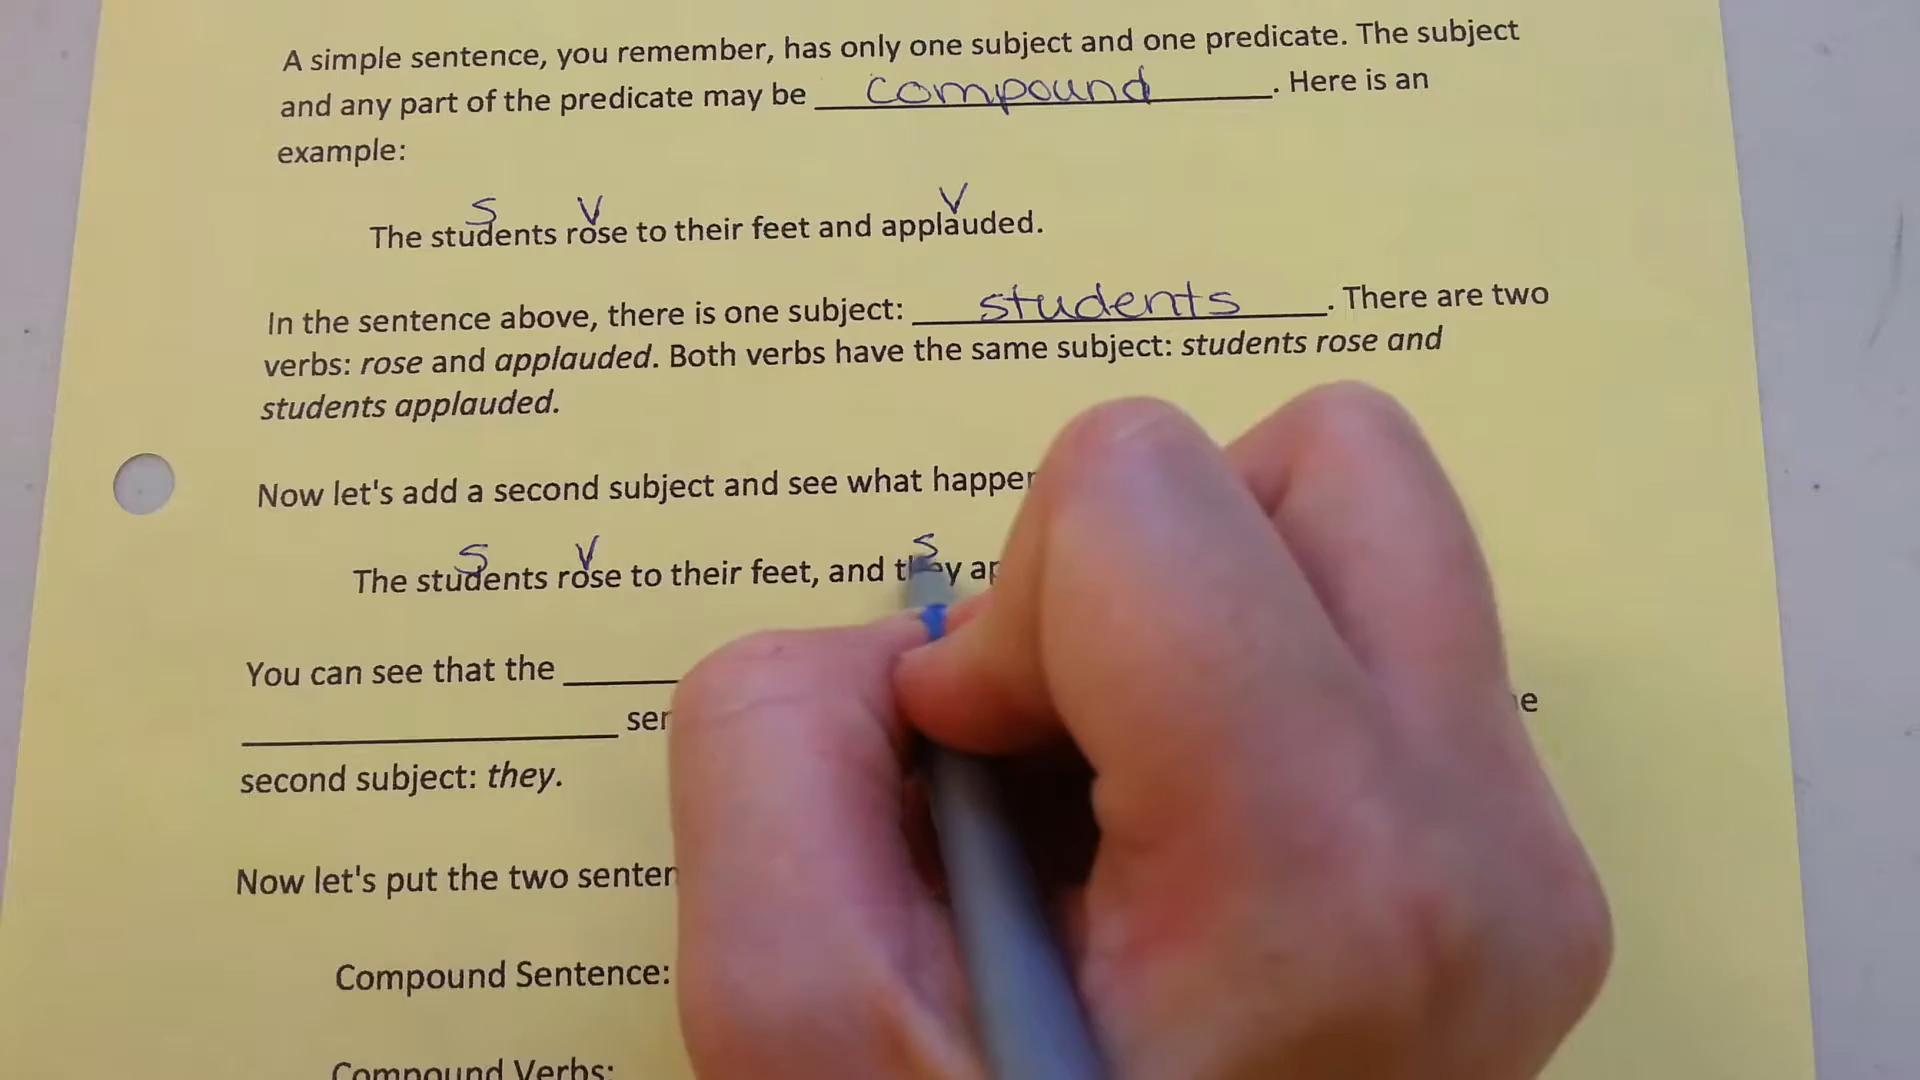 A simple sentence, you remember, has only one subject and one predicate. The subject
and any part of the predicate may be compound. Here is an
example:
S V V
The students rose to their feet and applauded.
In the sentence above, there is one subject: students. There are two
verbs: rose and applauded. Both verbs have the same subject: students rose and
students applauded.
Now let's add a second subject and see what
S V S
The students rose to their feet, and they
You can see that the
second subject: they.
Now let's put the two
Compound Sentence:
Compound Verbs: